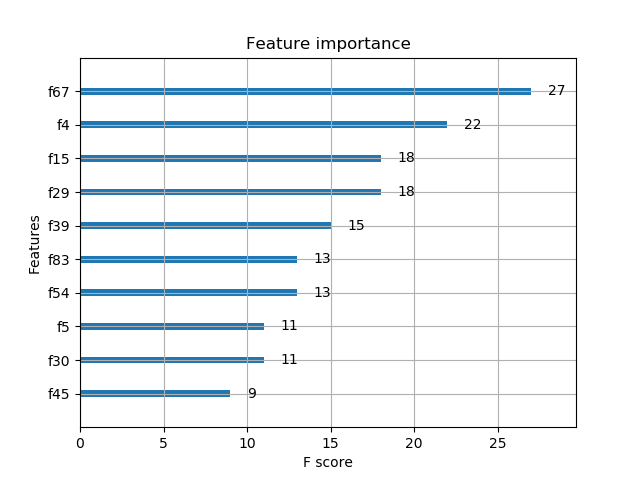 Feature importance
f67 27
f4 22
f15 18
f29 18
f39 15
f83 13
f54 13
f5 11
f30 11
f45 9
Features
0 5 10 15 20 25
F score